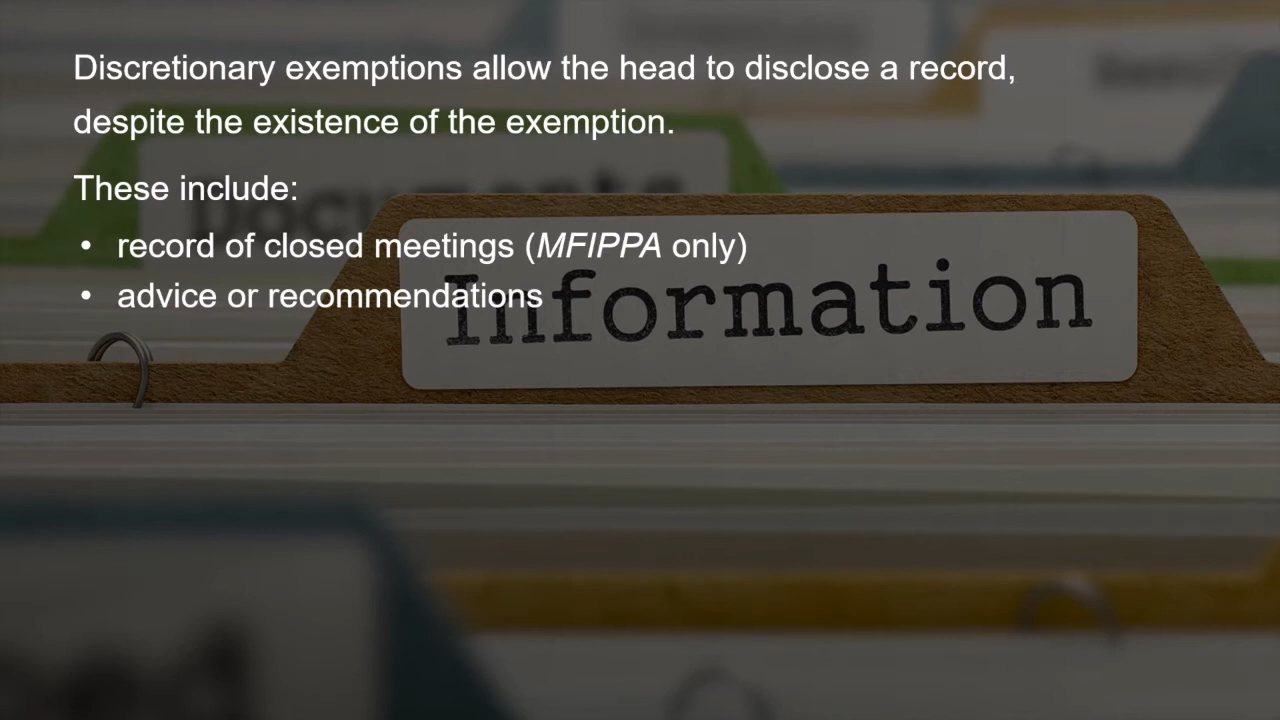 Discretionary exemptions allow the head to disclose a record,
despite the existence of the exemption.
These include:
• record of closed meetings (MFIPPA only)
• advice or recommendations
Documents
Information